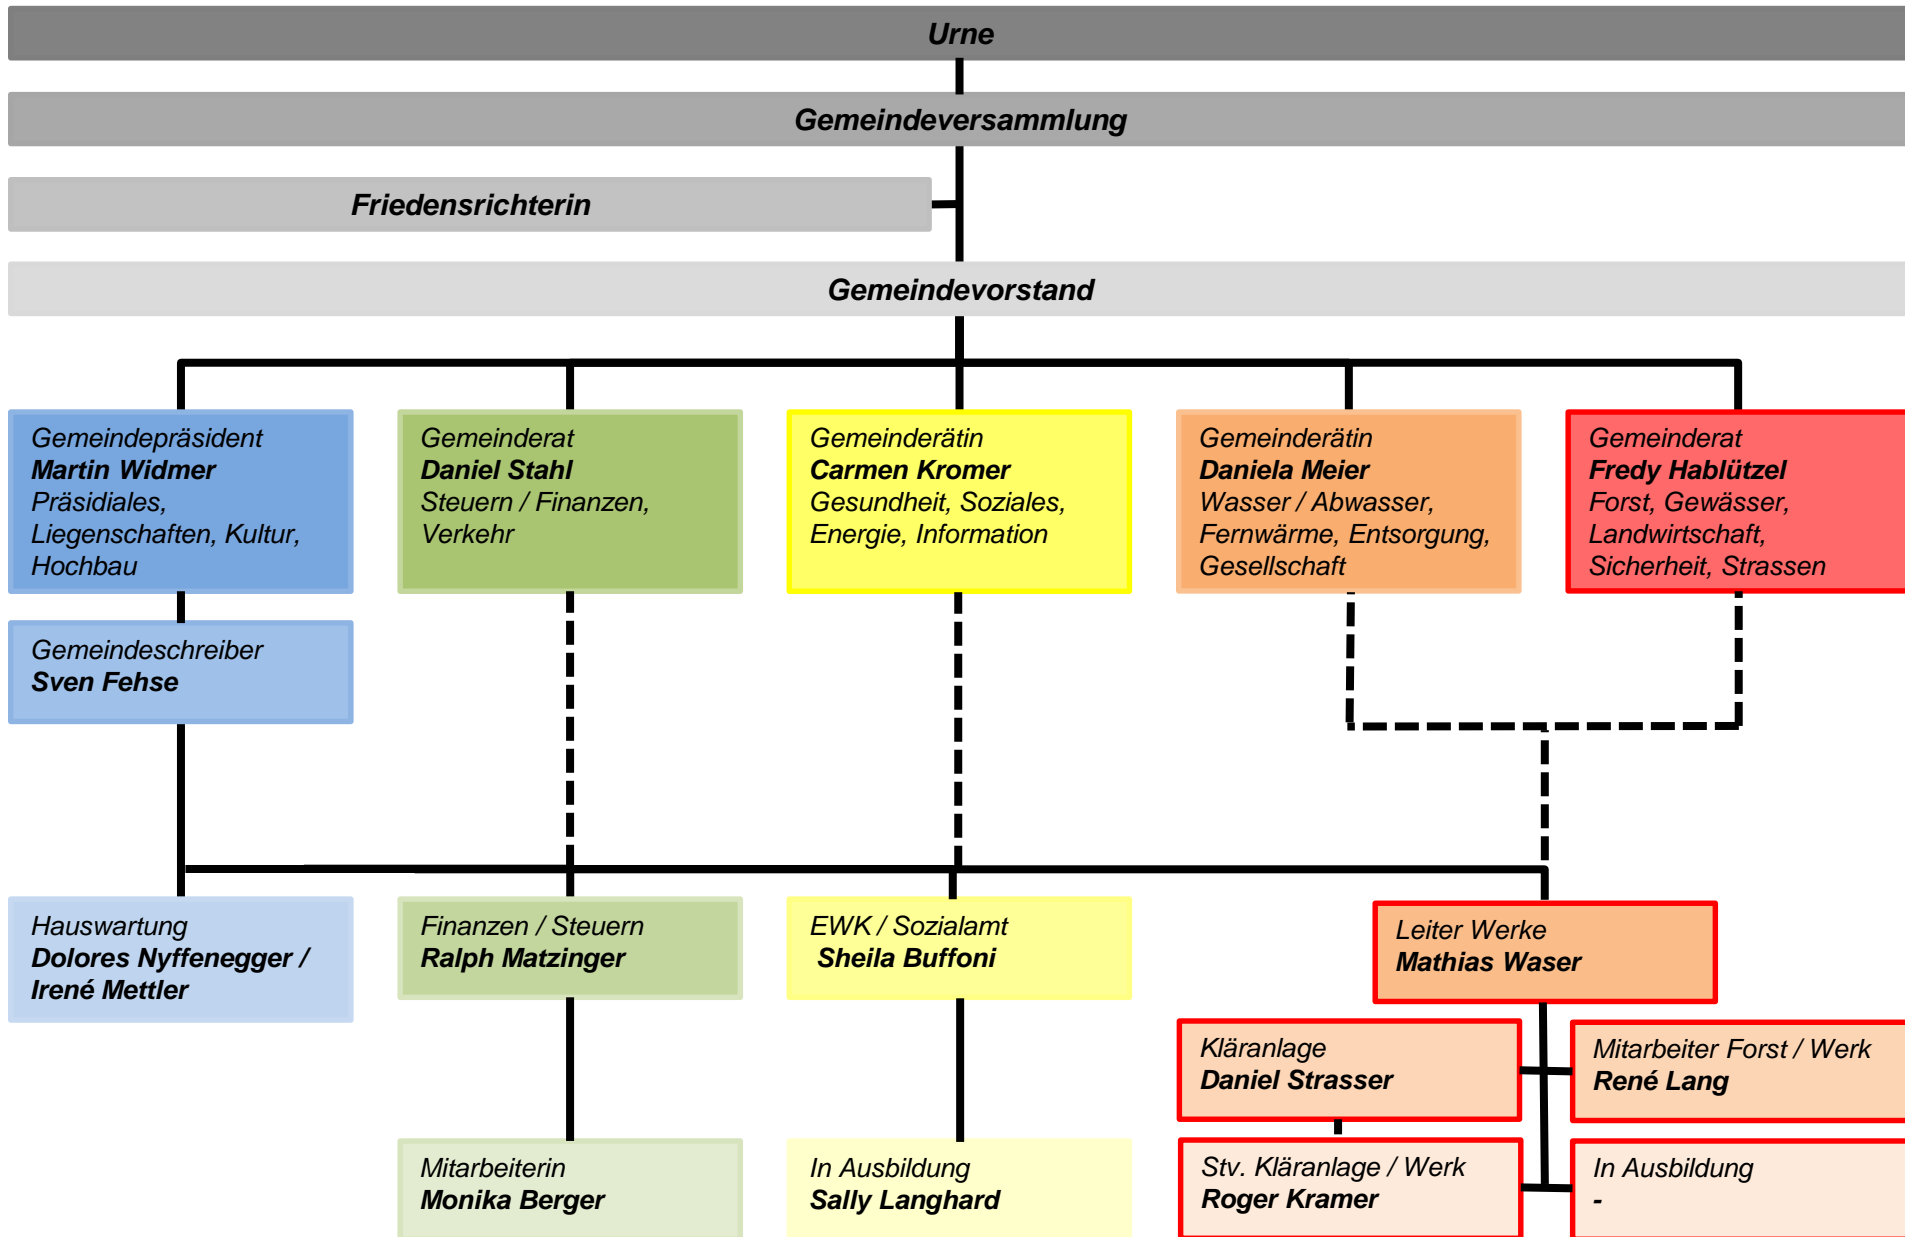 Urne
Gemeindeversammlung
Friedensrichterin
Gemeindevorstand
Gemeindepräsident
Martin Widmer
Präsidiales,
Liegenschaften, Kultur,
Hochbau
Gemeinderat
Daniel Stahl
Steuern / Finanzen,
Verkehr
Gemeinderätin
Carmen Kromer
Gesundheit, Soziales,
Energie, Information
Gemeinderätin
Daniela Meier
Wasser / Abwasser,
Fernwärme, Entsorgung,
Gesellschaft
Gemeinderat
Fredy Hablützel
Forst, Gewässer,
Landwirtschaft,
Sicherheit, Strassen
Gemeindeschreiber
Sven Fehse
Hauswartung
Dolores Nyffenegger /
Irené Mettler
Finanzen / Steuern
Ralph Matzinger
EWK / Sozialamt
Sheila Buffoni
Leiter Werke
Mathias Waser
Kläranlage
Daniel Strasser
Mitarbeiter Forst / Werk
René Lang
Mitarbeiterin
Monika Berger
In Ausbildung
Sally Langhard
Stv. Kläranlage / Werk
Roger Kramer
In Ausbildung
-